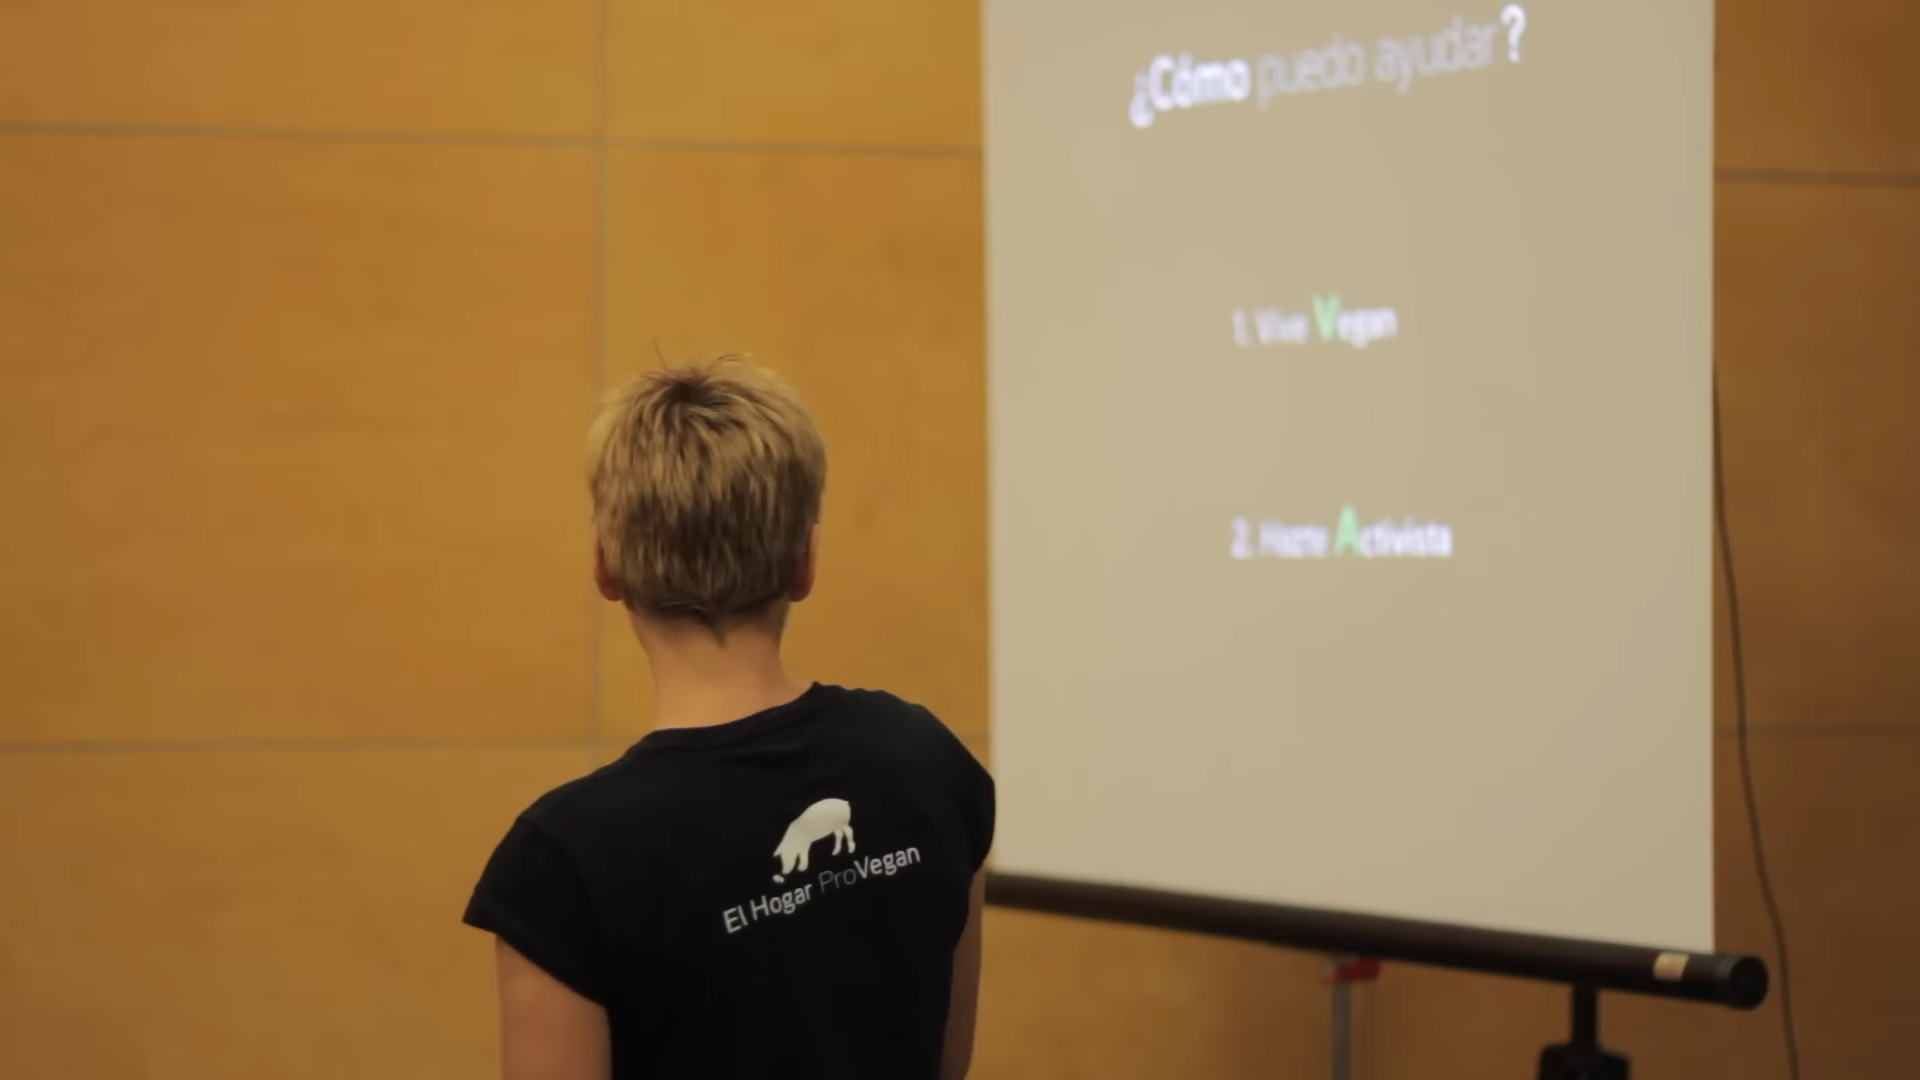 ¿Cómo puedo ayudar?
1. Vive Vegan
2. Hazte Activista
El Hogar ProVegan